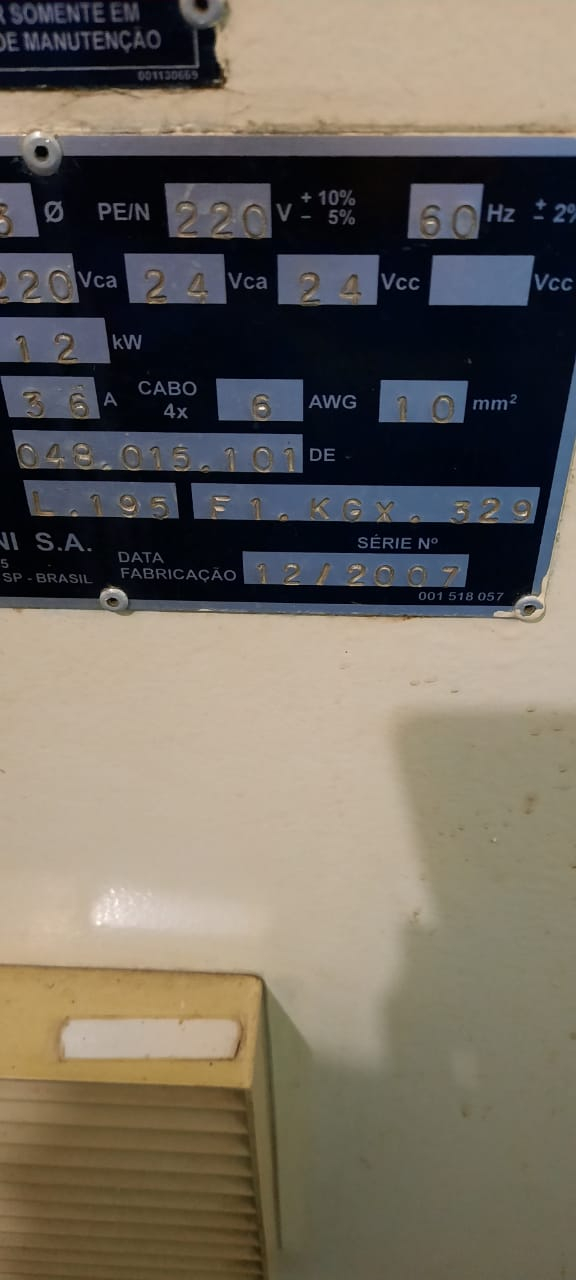 R SOMENTE EM
DE MANUTENÇÃO
001130669
Ø PE/N 220 V + 10% - 5% 60 Hz ± 2%
220 Vca 24 Vca 24 Vcc Vcc
12 kW
36 A CABO 4x 6 AWG 10 mm²
048.015.101 DE
L.195 F1.KGX.329
NI S.A. SÉRIE Nº
5
SP - BRASIL DATA FABRICAÇÃO 12/2007
001 518 057